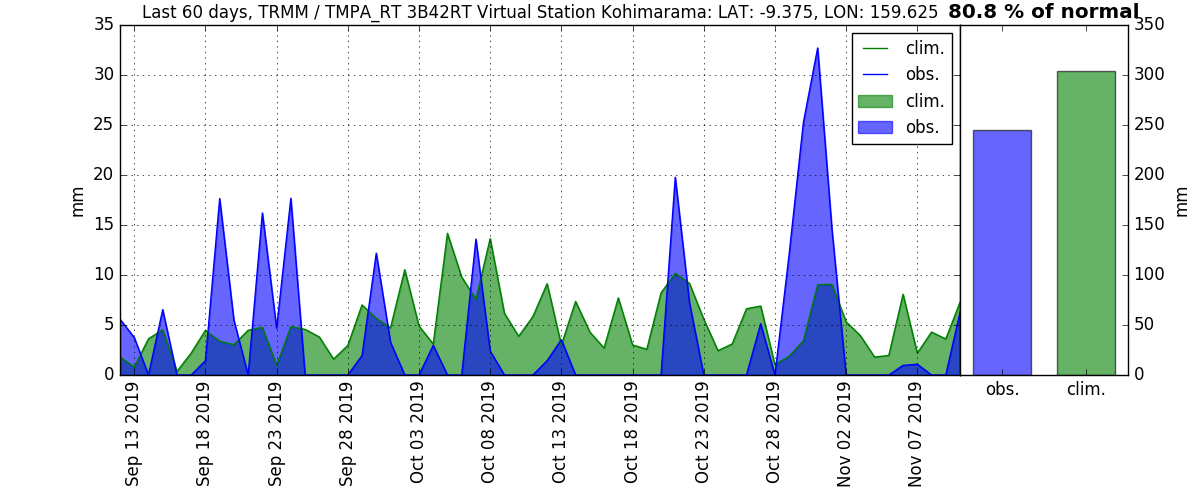 Last 60 days, TRMM / TMPA_RT 3B42RT Virtual Station Kohimarama: LAT: -9.375, LON: 159.625 80.8 % of normal
35
30
25
20
15
10
5
0
mm
clim.
obs.
clim.
obs.
350
300
250
200
150
100
50
0
mm
Sep 13 2019
Sep 18 2019
Sep 23 2019
Sep 28 2019
Oct 03 2019
Oct 08 2019
Oct 13 2019
Oct 18 2019
Oct 23 2019
Oct 28 2019
Nov 02 2019
Nov 07 2019
obs.
clim.